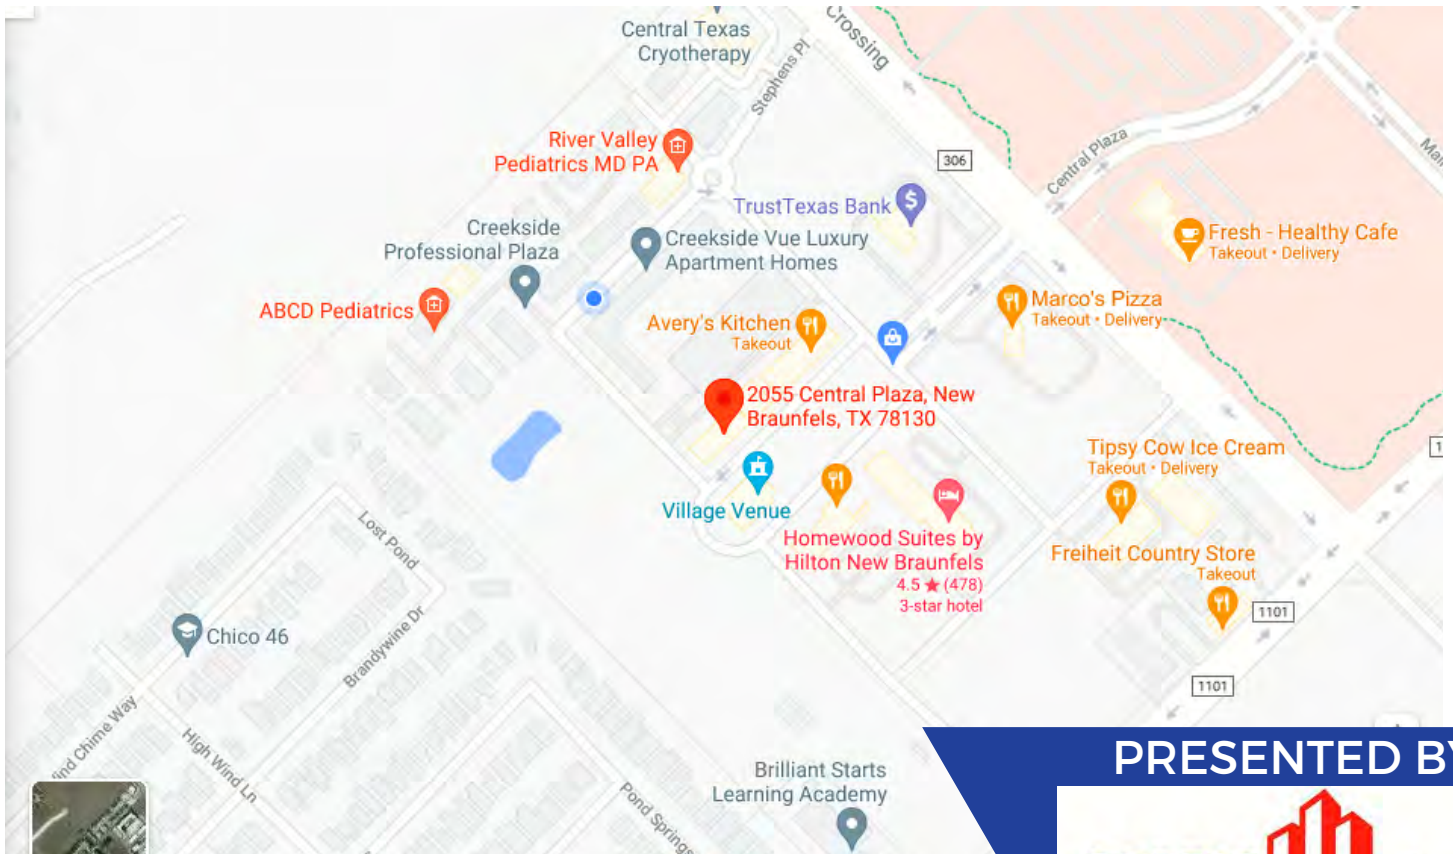 Central Texas
Cryotherapy
Crossing
Stephens Pl
River Valley
Pediatrics MD PA
306
Central Plaza
TrustTexas Bank
Creekside
Professional Plaza
Creekside Vue Luxury
Apartment Homes
Fresh - Healthy Cafe
Takeout • Delivery
ABCD Pediatrics
Avery's Kitchen
Takeout
Marco's Pizza
Takeout • Delivery
2055 Central Plaza, New
Braunfels, TX 78130
Tipsy Cow Ice Cream
Takeout • Delivery
Village Venue
Lost Pond
Homewood Suites by
Hilton New Braunfels
4.5 ★ (478)
3-star hotel
Freiheit Country Store
Takeout
1101
Chico 46
Brandywine Dr
1101
ind Chime Way
High Wind Ln
PRESENTED BY
Brilliant Starts
Learning Academy
Pond Springs